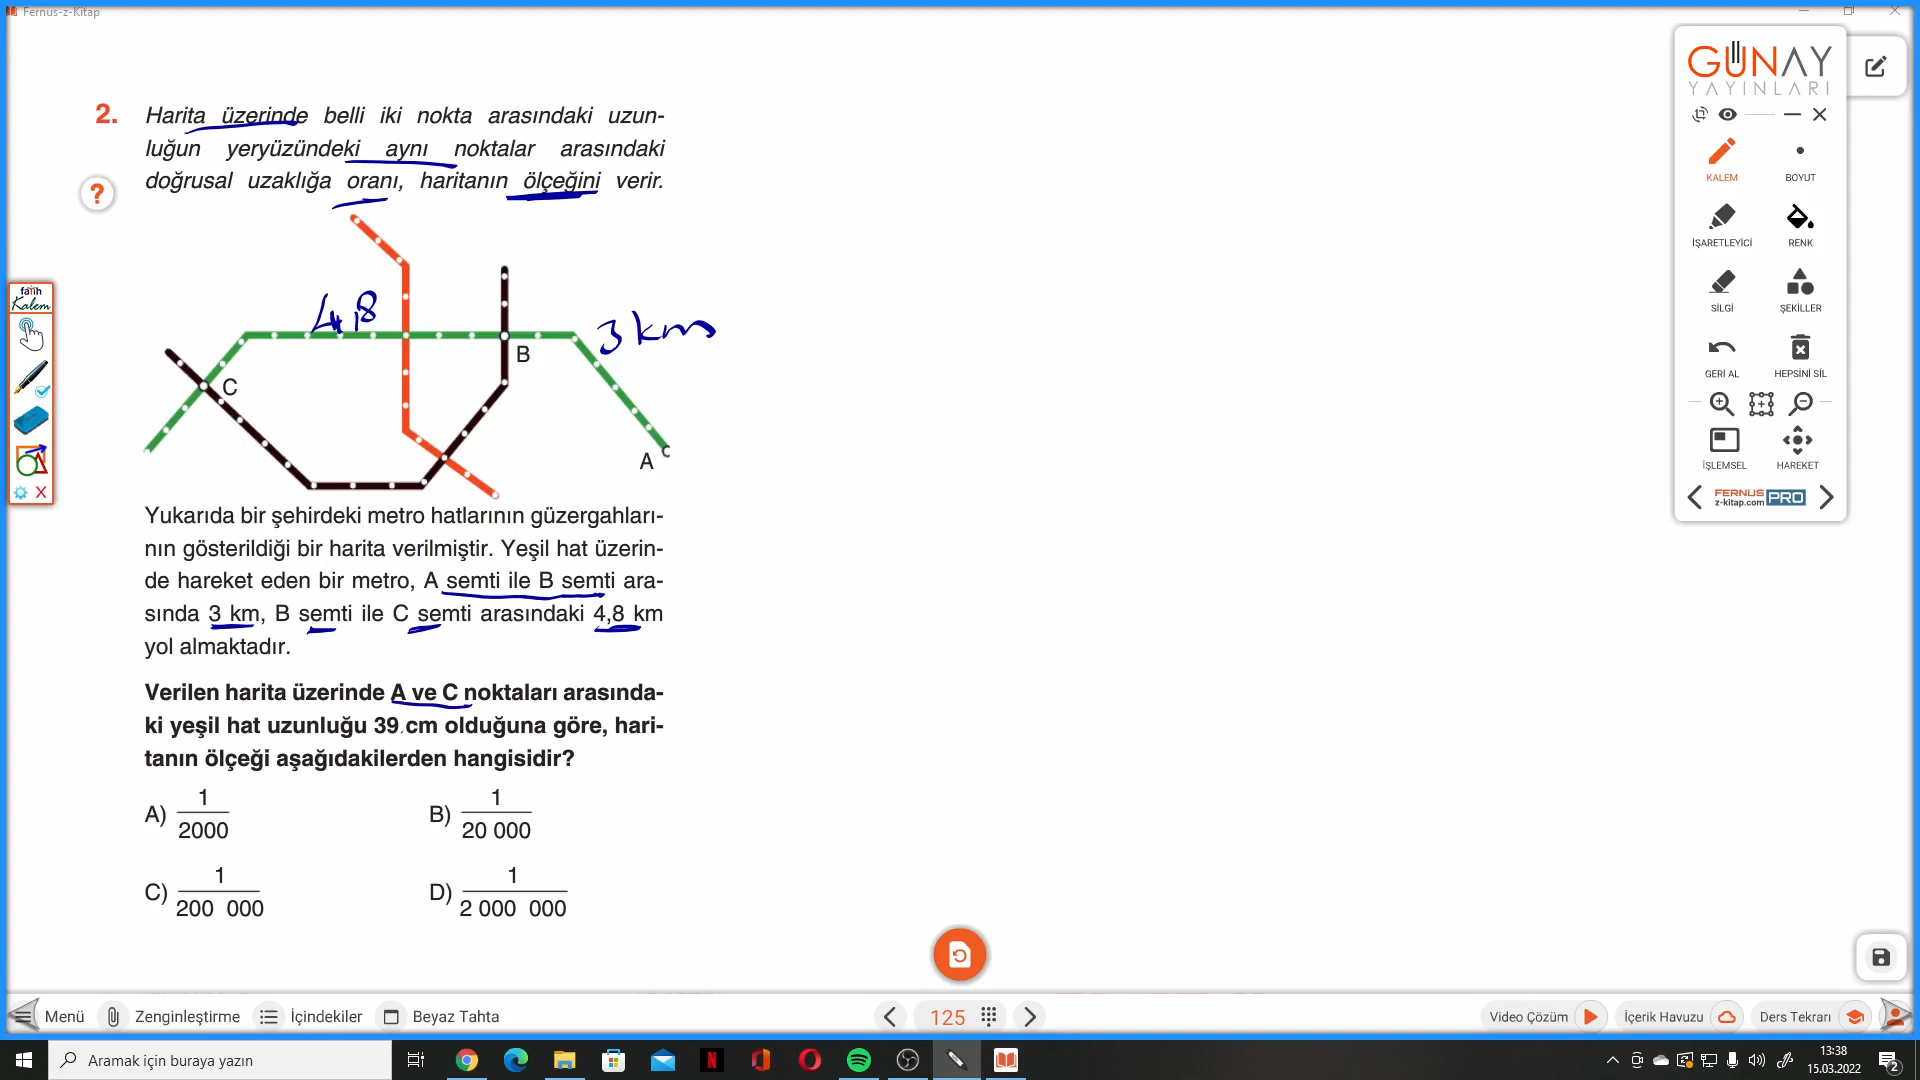 Fernus-z-Kitap
GÜNAY
YAYINLARI
KALEM
BOYUT
İŞARETLEYİCİ
RENK
SİLGİ
ŞEKİLLER
GERİ AL
HEPSİNİ SİL
İŞLEMSEL
HAREKET
FERNUS
z-kitap.com PRO
fatih
Kalem
2. Harita üzerinde belli iki nokta arasındaki uzun-
luğun yeryüzündeki aynı noktalar arasındaki
doğrusal uzaklığa oranı, haritanın ölçeğini verir.
?
4,8
3 km
B
C
A
Yukarıda bir şehirdeki metro hatlarının güzergahları-
nın gösterildiği bir harita verilmiştir. Yeşil hat üzerin-
de hareket eden bir metro, A semti ile B semti ara-
sında 3 km, B semti ile C semti arasındaki 4,8 km
yol almaktadır.
Verilen harita üzerinde A ve C noktaları arasında-
ki yeşil hat uzunluğu 39 cm olduğuna göre, hari-
tanın ölçeği aşağıdakilerden hangisidir?
A) 1/2000
B) 1/20 000
C) 1/200 000
D) 1/2 000 000
Menü
Zenginleştirme
İçindekiler
Beyaz Tahta
125
Video Çözüm
İçerik Havuzu
Ders Tekrarı
Aramak için buraya yazın
13:38
15.03.2022
2